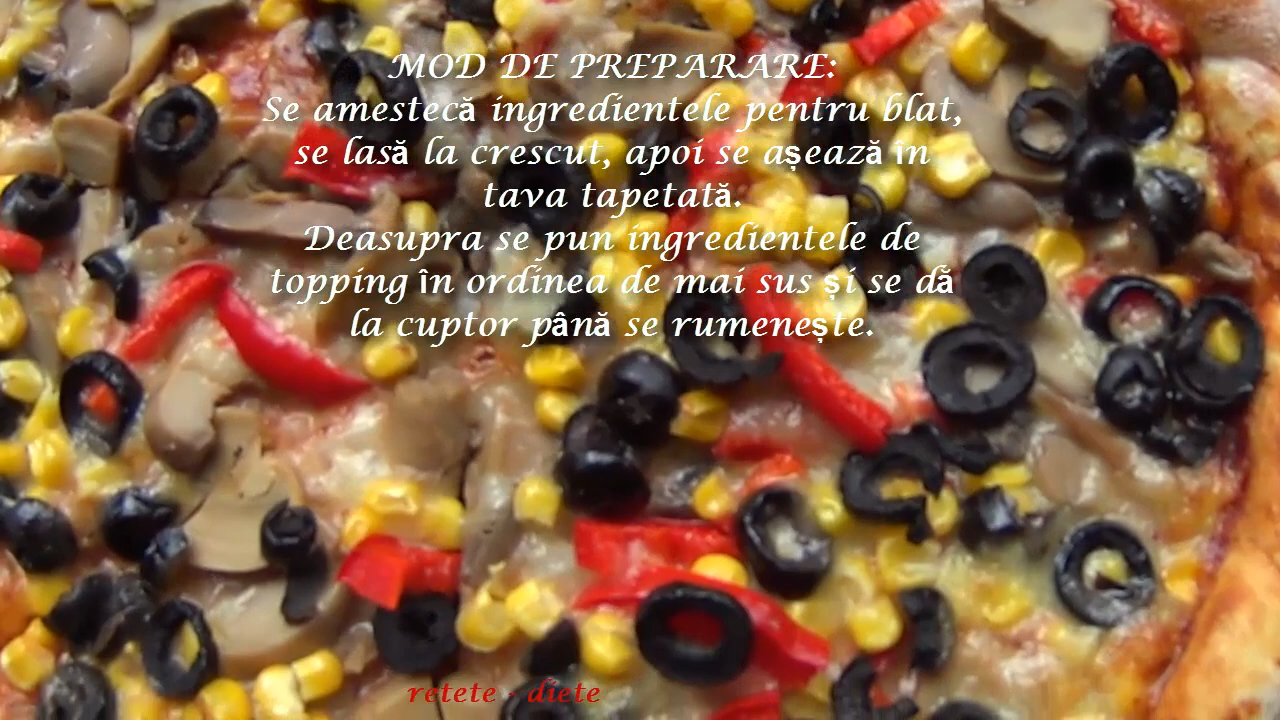 MOD DE PREPARARE:
Se amestecă ingredientele pentru blat,
se lasă la crescut, apoi se așează în
tava tapetată.
Deasupra se pun ingredientele de
topping în ordinea de mai sus și se dă
la cuptor până se rumenește.
retete - diete